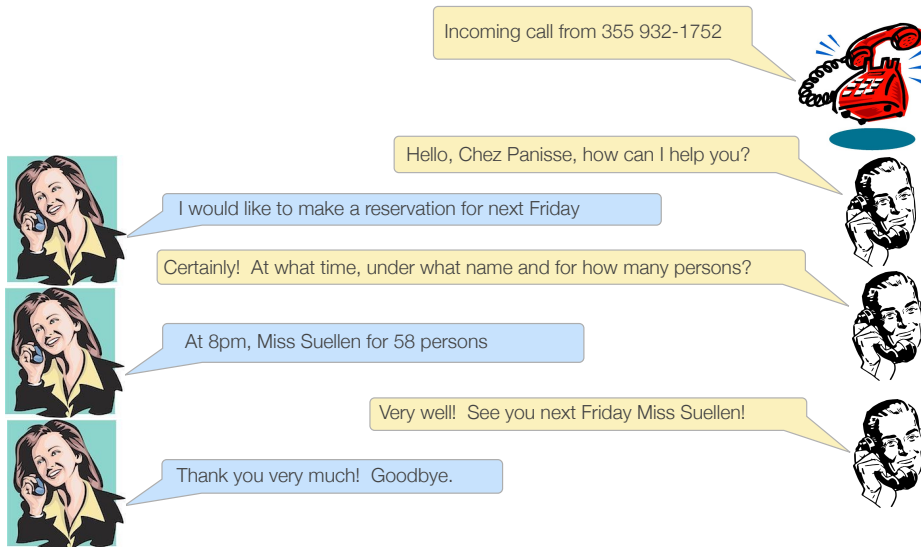 Incoming call from 355 932-1752
Hello, Chez Panisse, how can I help you?
I would like to make a reservation for next Friday
Certainly!  At what time, under what name and for how many persons?
At 8pm, Miss Suellen for 58 persons
Very well!  See you next Friday Miss Suellen!
Thank you very much!  Goodbye.